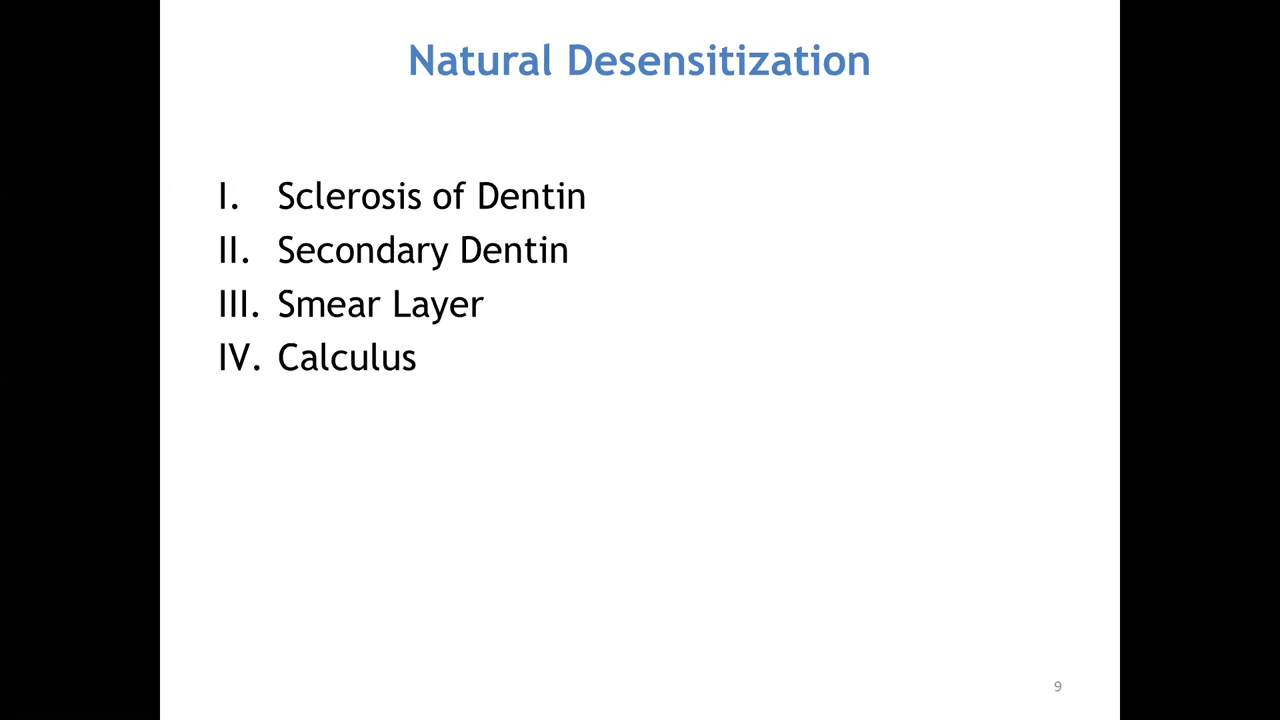 Natural Desensitization
I. Sclerosis of Dentin
II. Secondary Dentin
III. Smear Layer
IV. Calculus
9